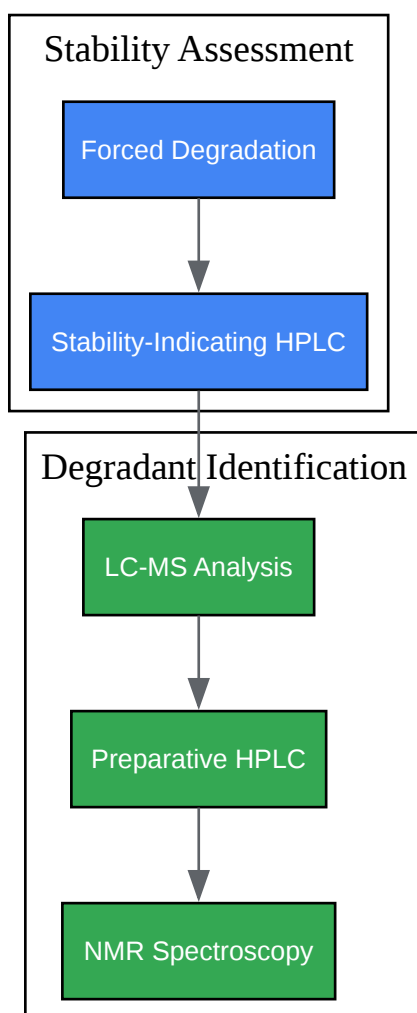 Stability Assessment
Forced Degradation
Stability-Indicating HPLC
Degradant Identification
LC-MS Analysis
Preparative HPLC
NMR Spectroscopy